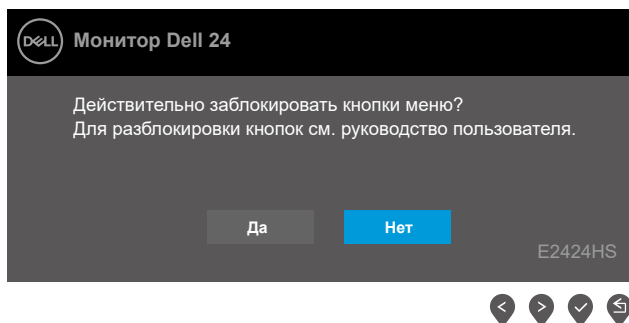 DELL Монитор Dell 24
Действительно заблокировать кнопки меню?
Для разблокировки кнопок см. руководство пользователя.
Да Нет
E2424HS